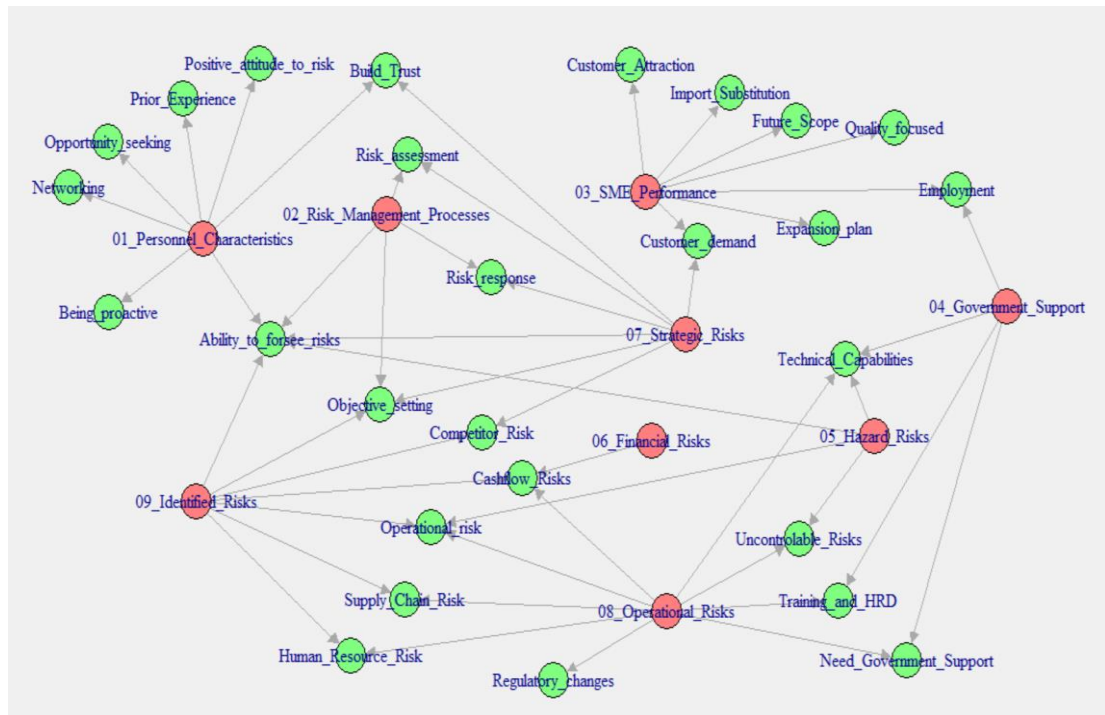 Positive_attitude_to_risk
Build_Trust
Customer_Attraction
Prior_Experience
Import_Substitution
Future_Scope
Quality_focused
Opportunity_seeking
Risk_assessment
Networking
03_SME_Performance
Employment
02_Risk_Management_Processes
01_Personnel_Characteristics
Customer_demand
Expansion_plan
Risk_response
Being_proactive
04_Government_Support
Ability_to_forsee_risks
07_Strategic_Risks
Technical_Capabilities
Objective_setting
Competitor_Risk
06_Financial_Risks
05_Hazard_Risks
Cashflow_Risks
09_Identified_Risks
Operational_risk
Uncontrolable_Risks
Supply_Chain_Risk
08_Operational_Risks
Training_and_HRD
Human_Resource_Risk
Need_Government_Support
Regulatory_changes